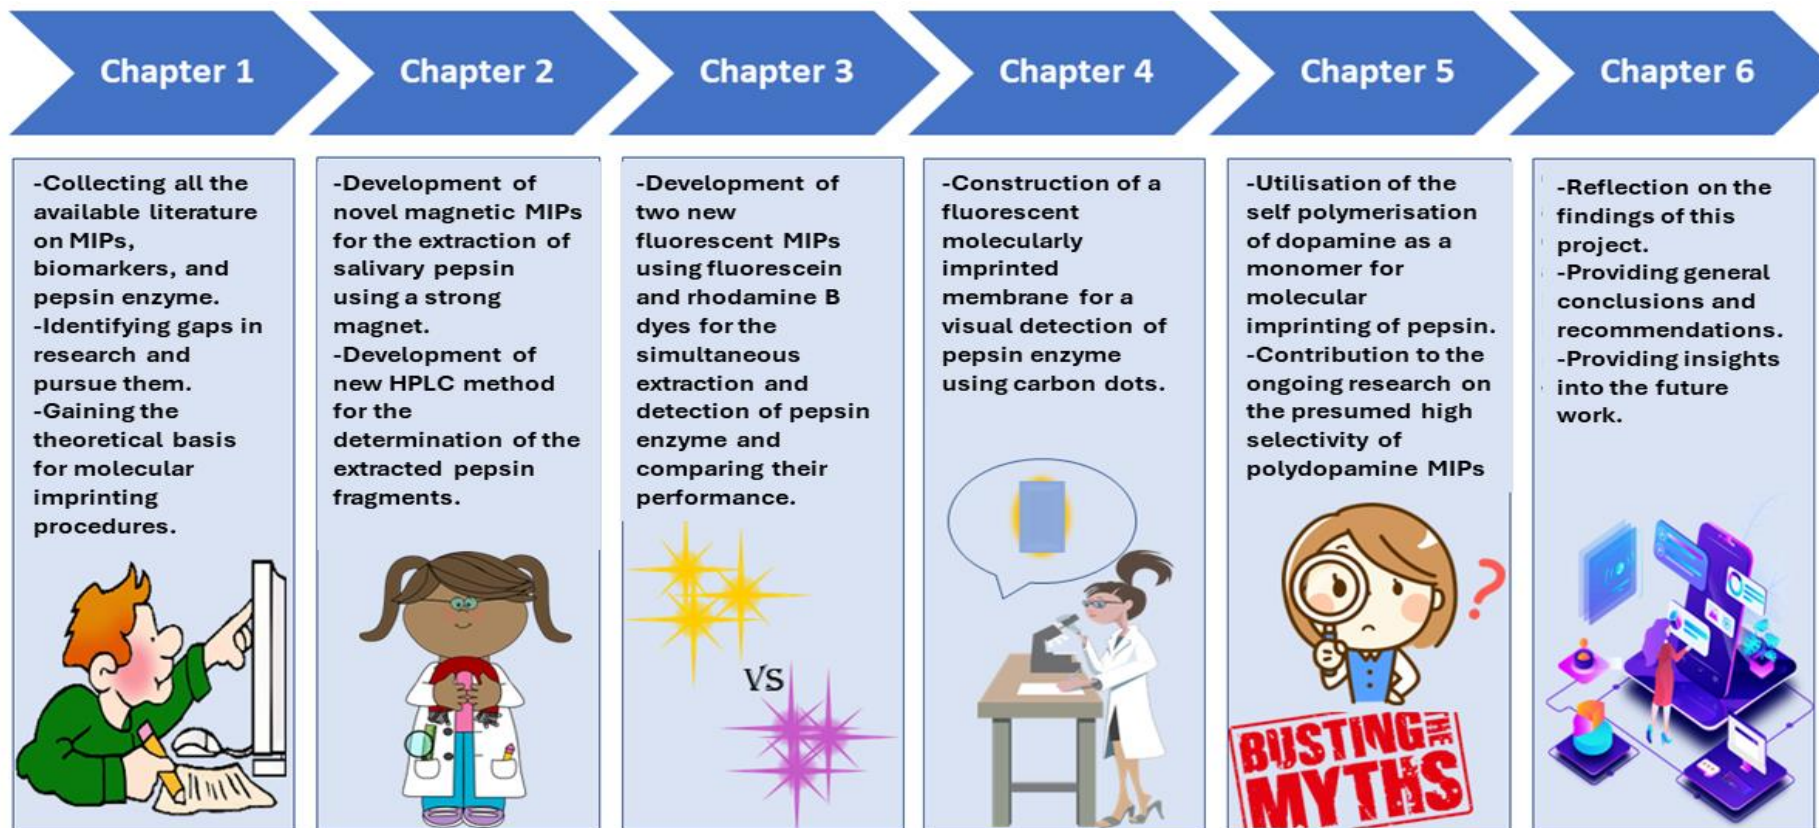 Chapter 1
Chapter 2
Chapter 3
Chapter 4
Chapter 5
Chapter 6
-Collecting all the
available literature
on MIPs,
biomarkers, and
pepsin enzyme.
-Identifying gaps in
research and
pursue them.
-Gaining the
theoretical basis
for molecular
imprinting
procedures.
-Development of
novel magnetic MIPs
for the extraction of
salivary pepsin
using a strong
magnet.
-Development of
new HPLC method
for the
determination of the
extracted pepsin
fragments.
-Development of
two new
fluorescent MIPs
using fluorescein
and rhodamine B
dyes for the
simultaneous
extraction and
detection of pepsin
enzyme and
comparing their
performance.
VS
-Construction of a
fluorescent
molecularly
imprinted
membrane for a
visual detection of
pepsin enzyme
using carbon dots.
-Utilisation of the
self polymerisation
of dopamine as a
monomer for
molecular
imprinting of pepsin.
-Contribution to the
ongoing research on
the presumed high
selectivity of
polydopamine MIPs
?
BUSTING THE
MYTHS
-Reflection on the
findings of this
project.
-Providing general
conclusions and
recommendations.
-Providing insights
into the future
work.